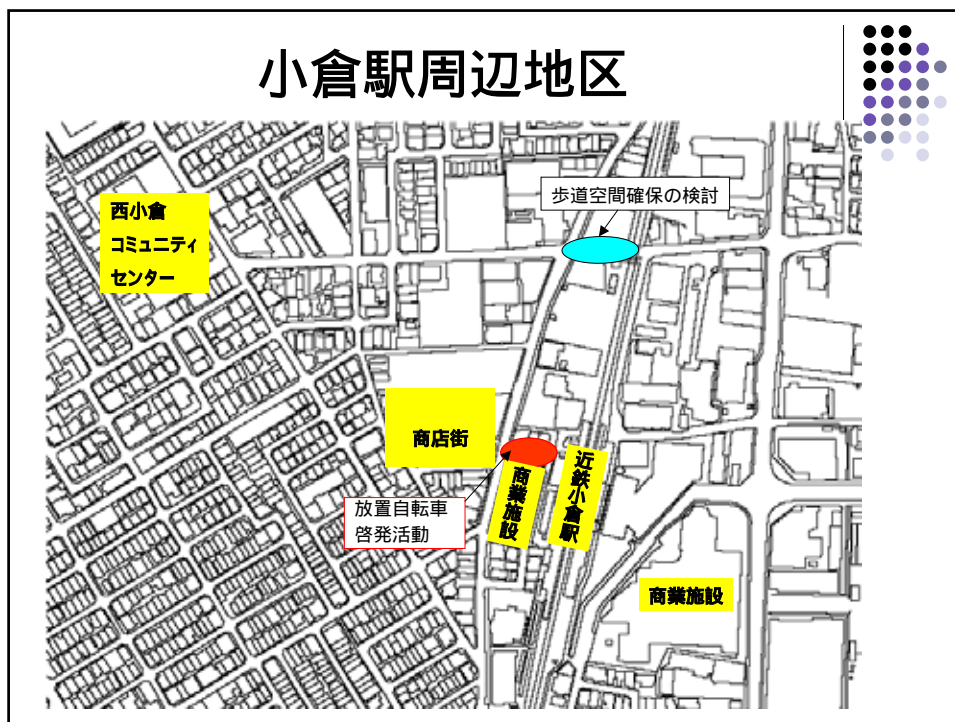 小倉駅周辺地区
歩道空間確保の検討
西小倉
コミュニティ
センター
商店街
放置自転車
啓発活動
商業施設
近鉄小倉駅
商業施設